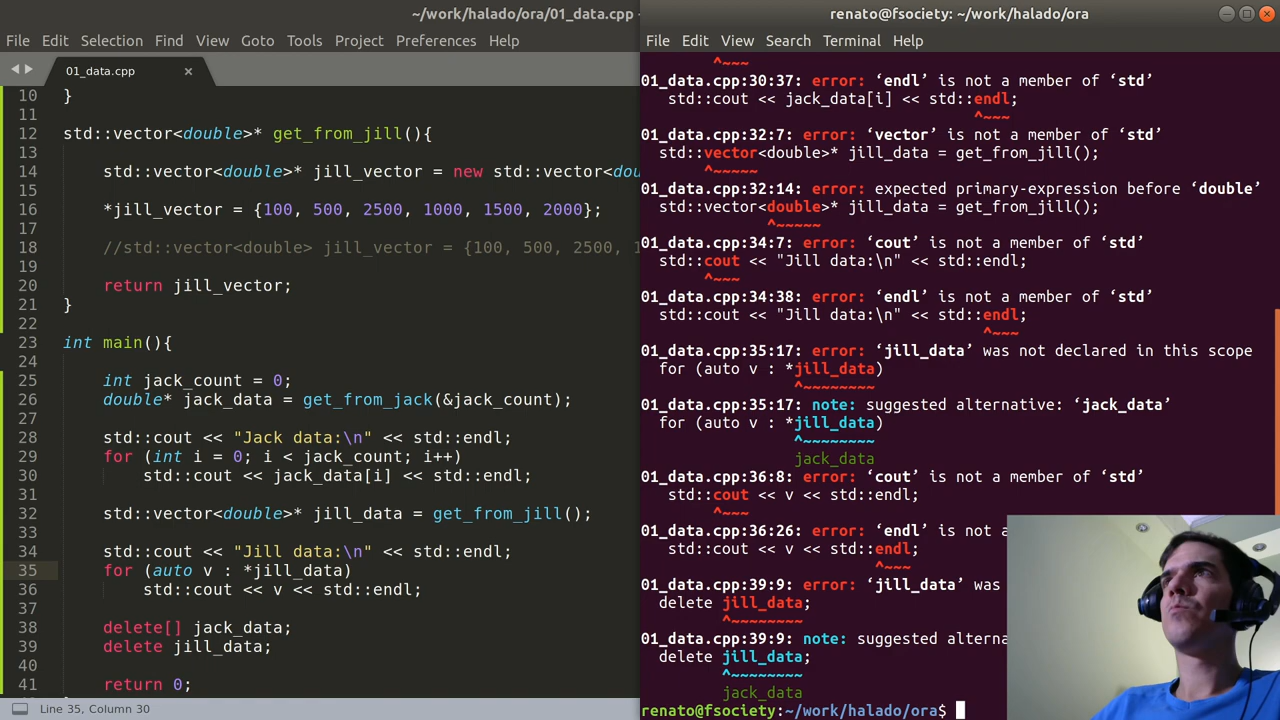 ~/work/halado/ora/01_data.cpp
File Edit Selection Find View Goto Tools Project Preferences Help
01_data.cpp ×
10 }
11
12 std::vector<double>* get_from_jill(){
13
14 std::vector<double>* jill_vector = new std::vector<dou
15
16 *jill_vector = {100, 500, 2500, 1000, 1500, 2000};
17
18 //std::vector<double> jill_vector = {100, 500, 2500, 1
19
20 return jill_vector;
21 }
22
23 int main(){
24
25 int jack_count = 0;
26 double* jack_data = get_from_jack(&jack_count);
27
28 std::cout << "Jack data:\n" << std::endl;
29 for (int i = 0; i < jack_count; i++)
30 std::cout << jack_data[i] << std::endl;
31
32 std::vector<double>* jill_data = get_from_jill();
33
34 std::cout << "Jill data:\n" << std::endl;
35 for (auto v : *jill_data)
36 std::cout << v << std::endl;
37
38 delete[] jack_data;
39 delete jill_data;
40
41 return 0;
Line 35, Column 30
renato@fsociety: ~/work/halado/ora
File Edit View Search Terminal Help
^~~~
01_data.cpp:30:37: error: ‘endl’ is not a member of ‘std’
std::cout << jack_data[i] << std::endl;
^~~~
01_data.cpp:32:7: error: ‘vector’ is not a member of ‘std’
std::vector<double>* jill_data = get_from_jill();
^~~~~~
01_data.cpp:32:14: error: expected primary-expression before ‘double’
std::vector<double>* jill_data = get_from_jill();
^~~~~~
01_data.cpp:34:7: error: ‘cout’ is not a member of ‘std’
std::cout << "Jill data:\n" << std::endl;
^~~~
01_data.cpp:34:38: error: ‘endl’ is not a member of ‘std’
std::cout << "Jill data:\n" << std::endl;
^~~~
01_data.cpp:35:17: error: ‘jill_data’ was not declared in this scope
for (auto v : *jill_data)
^~~~~~~~~
01_data.cpp:35:17: note: suggested alternative: ‘jack_data’
for (auto v : *jill_data)
^~~~~~~~~
jack_data
01_data.cpp:36:8: error: ‘cout’ is not a member of ‘std’
std::cout << v << std::endl;
^~~~
01_data.cpp:36:26: error: ‘endl’ is not a
std::cout << v << std::endl;
^~~~
01_data.cpp:39:9: error: ‘jill_data’ was
delete jill_data;
^~~~~~~~~
01_data.cpp:39:9: note: suggested alterna
delete jill_data;
^~~~~~~~~
jack_data
renato@fsociety:~/work/halado/ora$